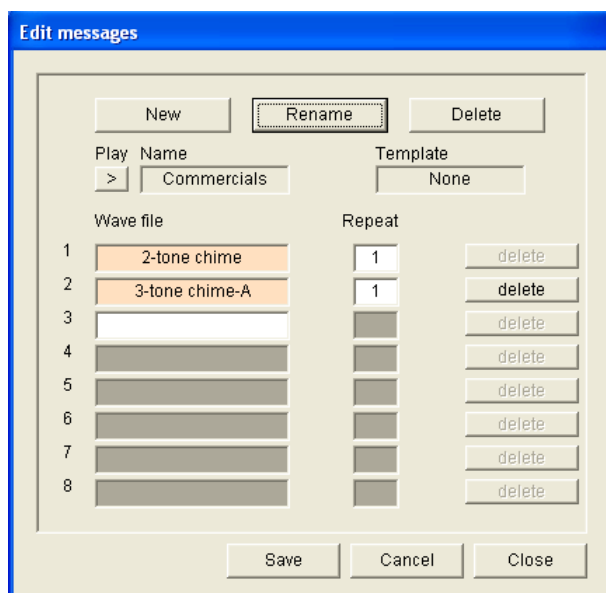 Edit messages
New Rename Delete
Play Name Template
> Commercials None
Wave file Repeat
1 2-tone chime 1 delete
2 3-tone chime-A 1 delete
3 delete
4 delete
5 delete
6 delete
7 delete
8 delete
Save Cancel Close